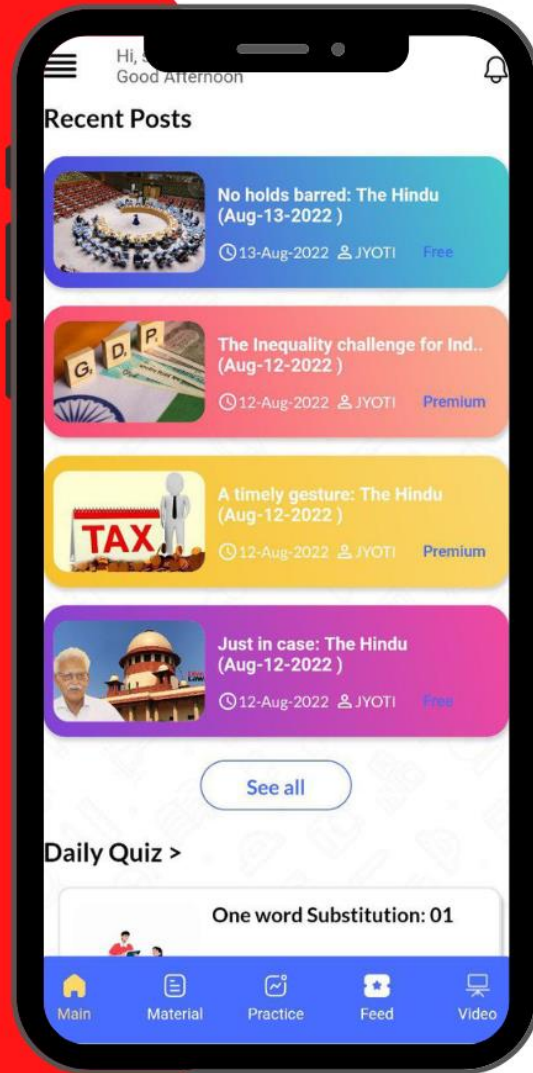 Hi,
Good Afternoon
Recent Posts
No holds barred: The Hindu
(Aug-13-2022 )
13-Aug-2022 JYOTI Free
G D P
The Inequality challenge for Ind..
(Aug-12-2022 )
12-Aug-2022 JYOTI Premium
TAX
A timely gesture: The Hindu
(Aug-12-2022 )
12-Aug-2022 JYOTI Premium
Just in case: The Hindu
(Aug-12-2022 )
12-Aug-2022 JYOTI Free
See all
Daily Quiz >
One word Substitution: 01
Main Material Practice Feed Video